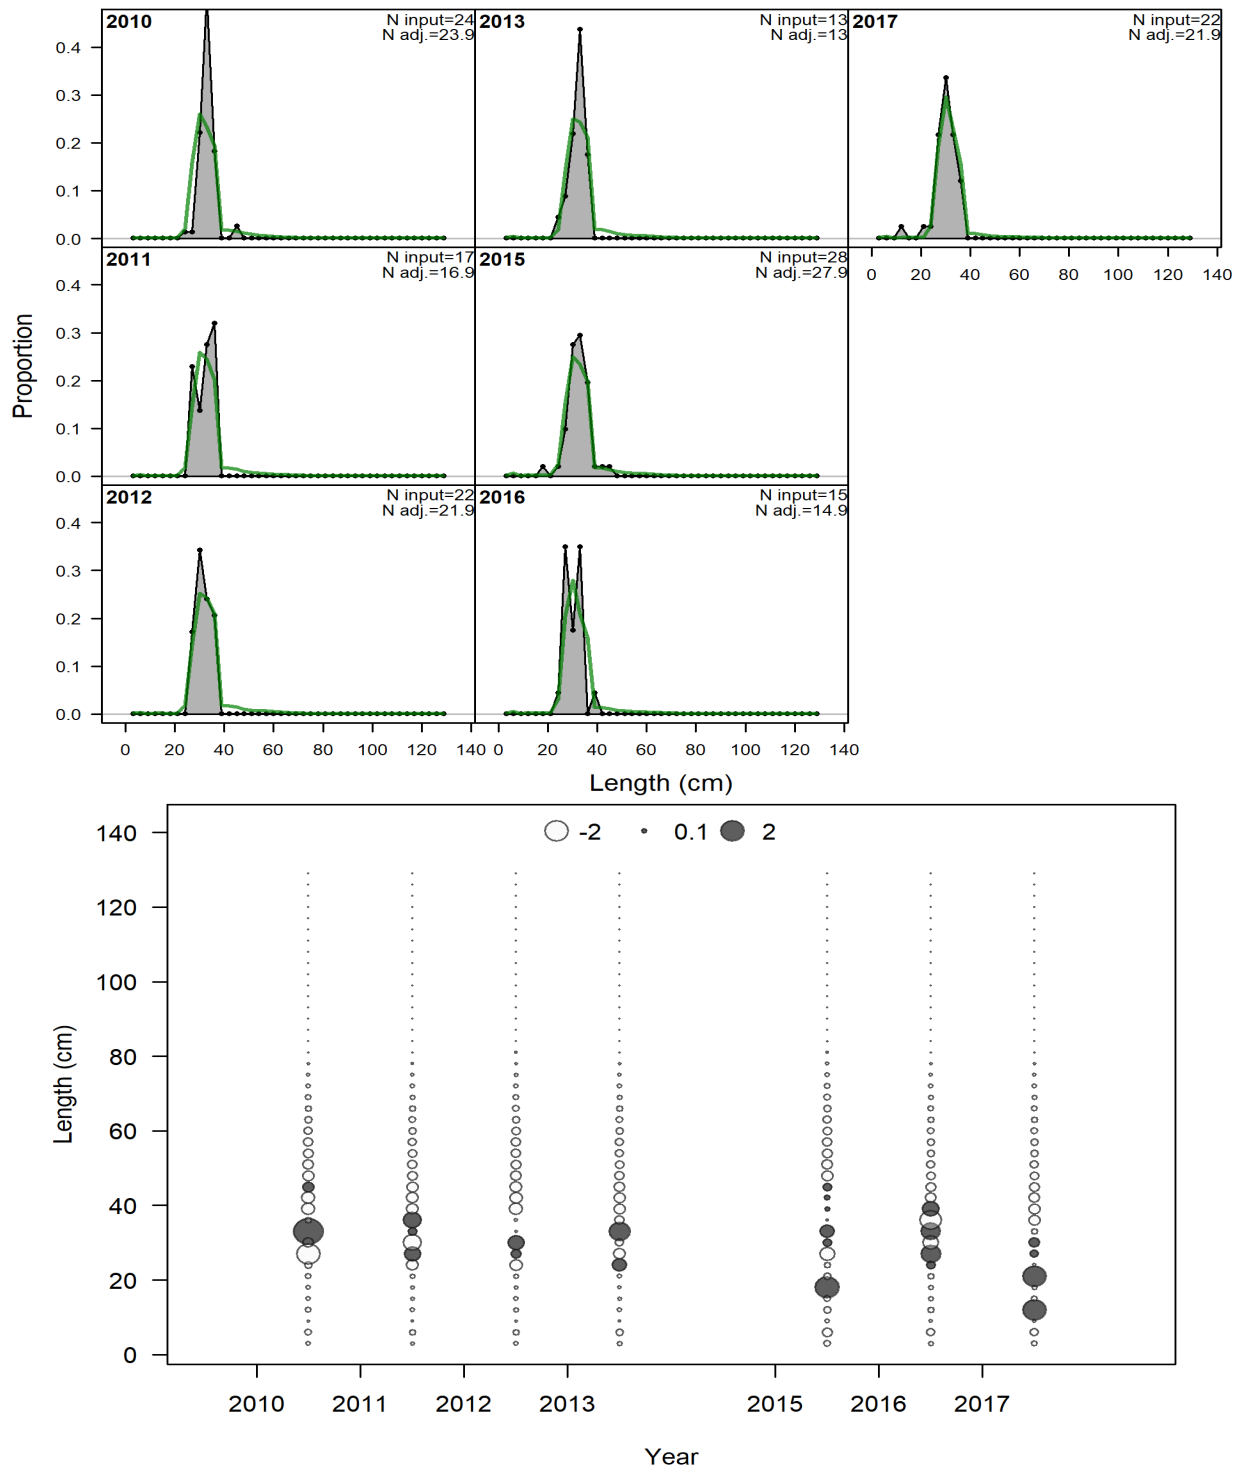 2010 N input=24 2013 N input=13 2017 N input=22
N adj.=23.9 N adj.=13 N adj.=21.9
0.4
0.3
0.2
0.1
0.0
0 20 40 60 80 100 120 140
2011 N input=17 2015 N input=28
N adj.=16.9 N adj.=27.9
0.4
0.3
0.2
0.1
0.0
Proportion
2012 N input=22 2016 N input=15
N adj.=21.9 N adj.=14.9
0.4
0.3
0.2
0.1
0.0
0 20 40 60 80 100 120 140 0 20 40 60 80 100 120 140
Length (cm)
-2 0.1 2
140
120
100
80
60
40
20
0
Length (cm)
2010 2011 2012 2013 2015 2016 2017
Year